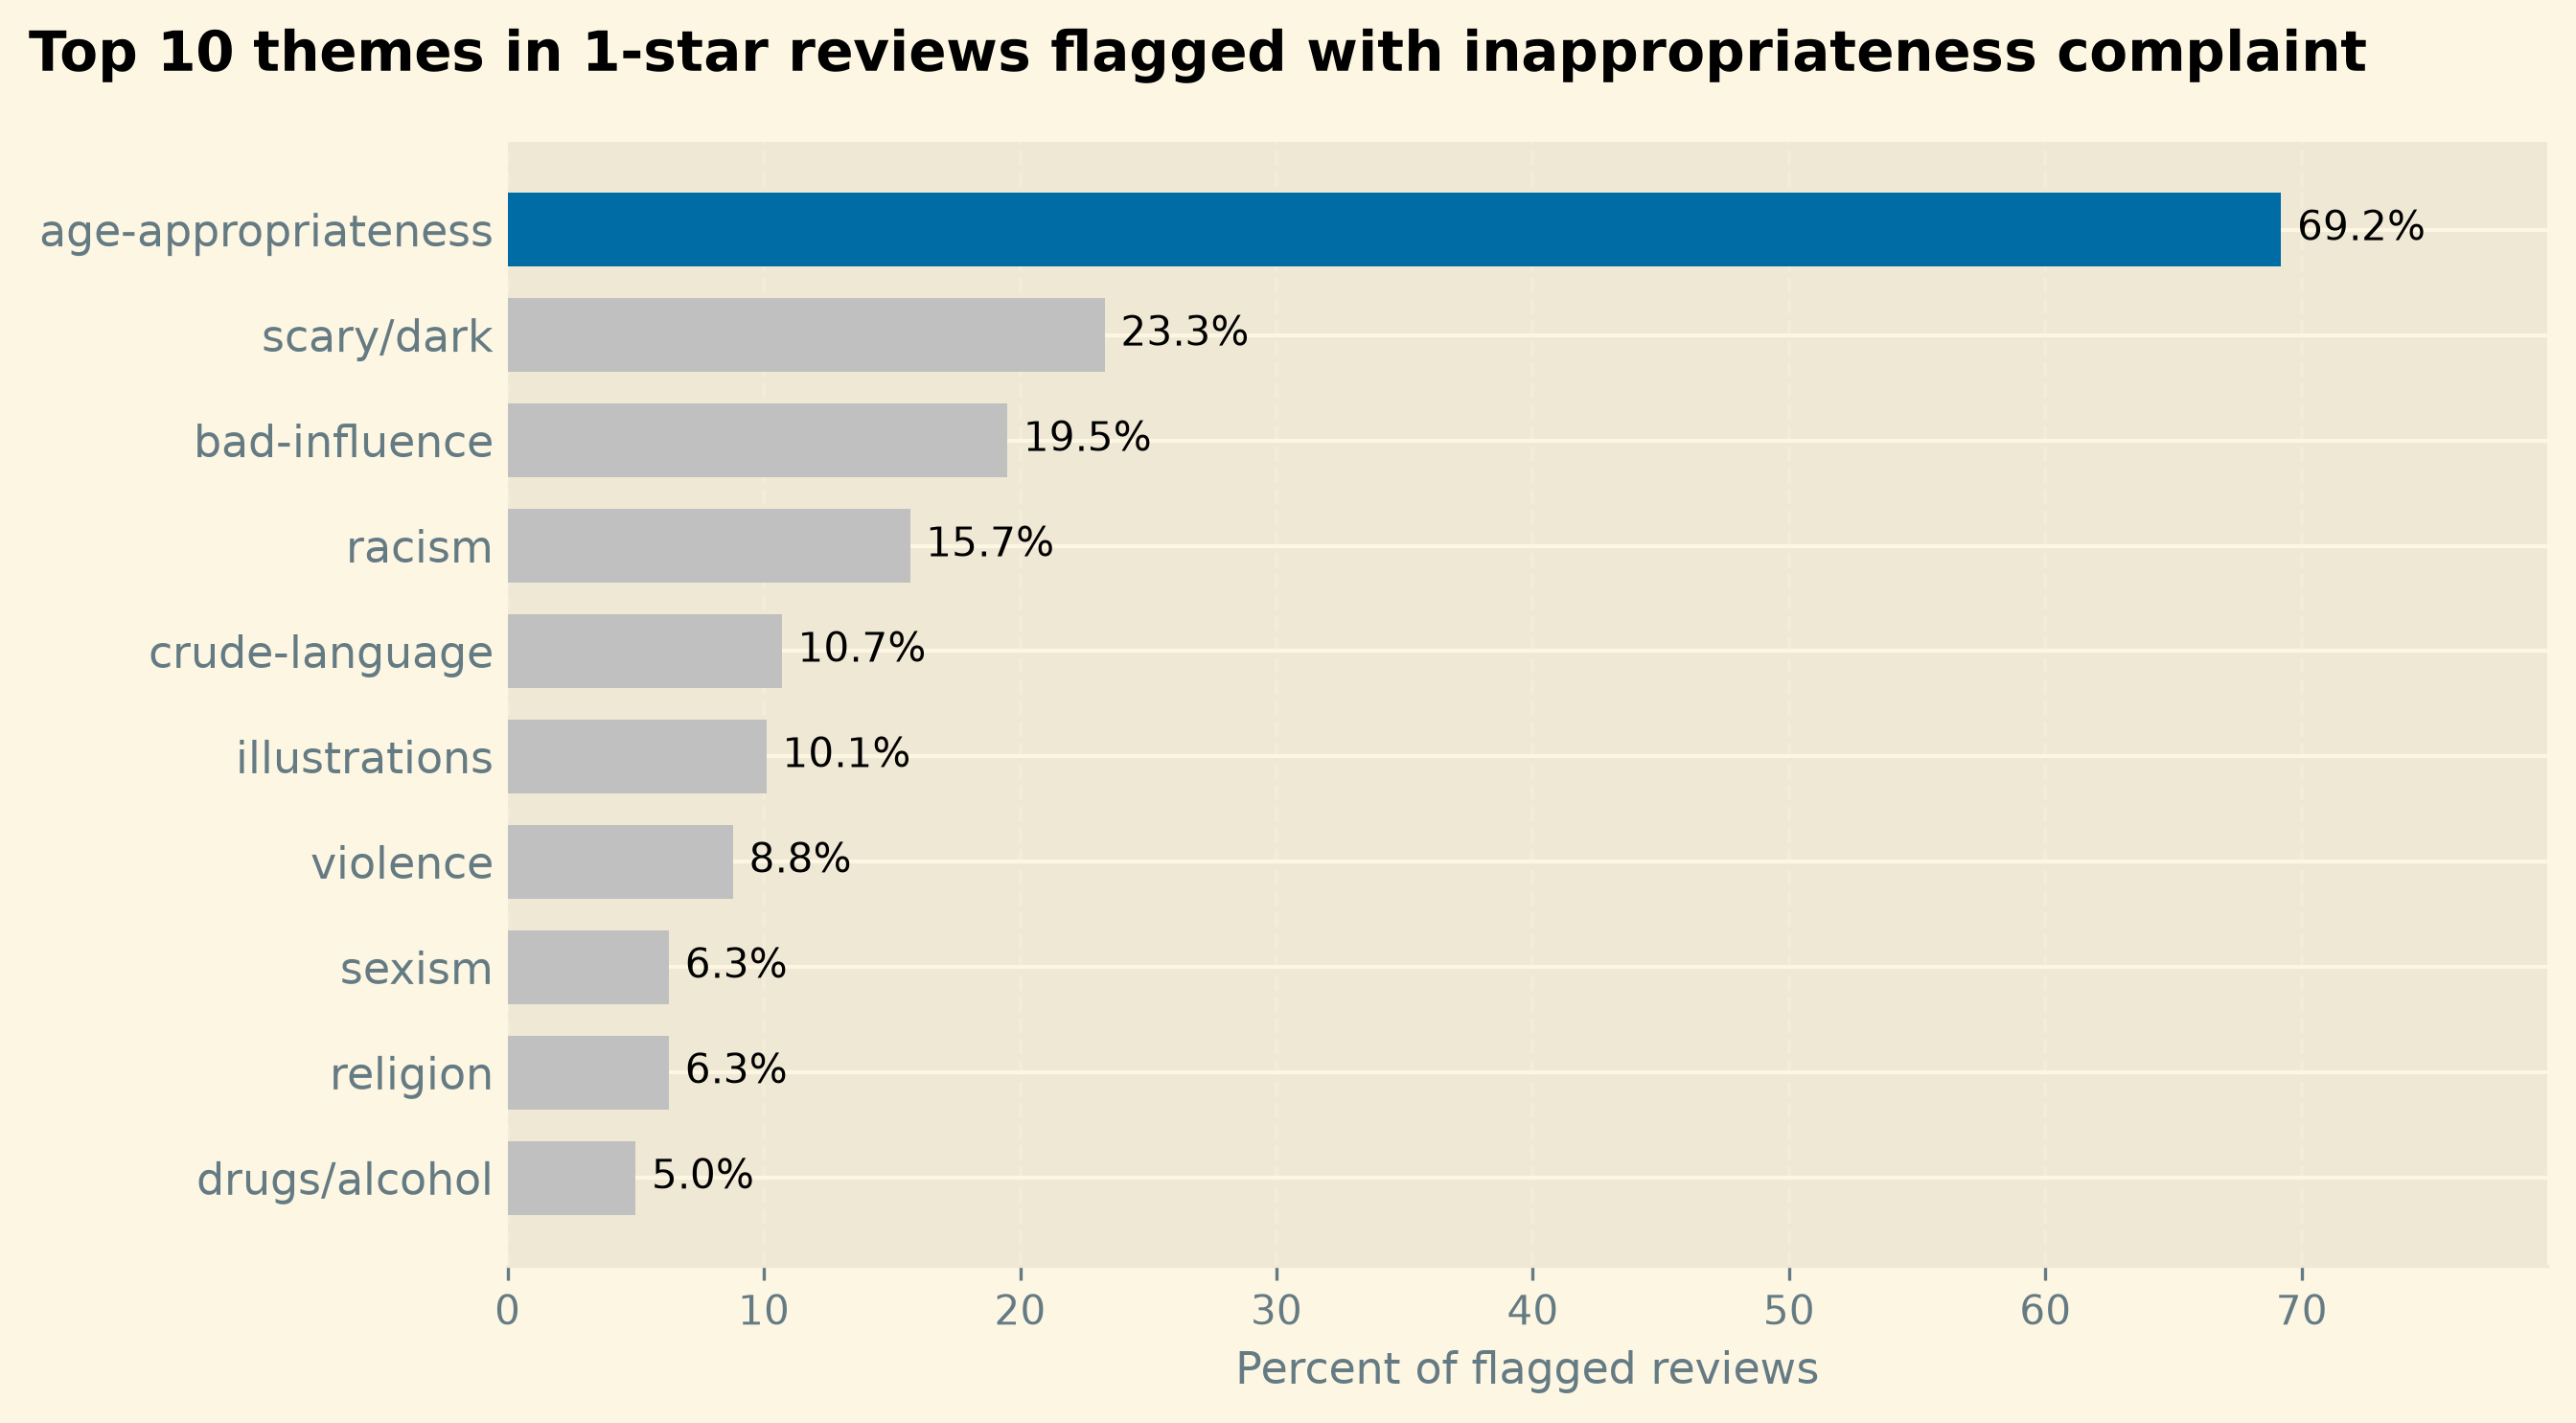 Top 10 themes in 1-star reviews flagged with inappropriateness complaint
age-appropriateness 69.2%
scary/dark 23.3%
bad-influence 19.5%
racism 15.7%
crude-language 10.7%
illustrations 10.1%
violence 8.8%
sexism 6.3%
religion 6.3%
drugs/alcohol 5.0%
0 10 20 30 40 50 60 70
Percent of flagged reviews